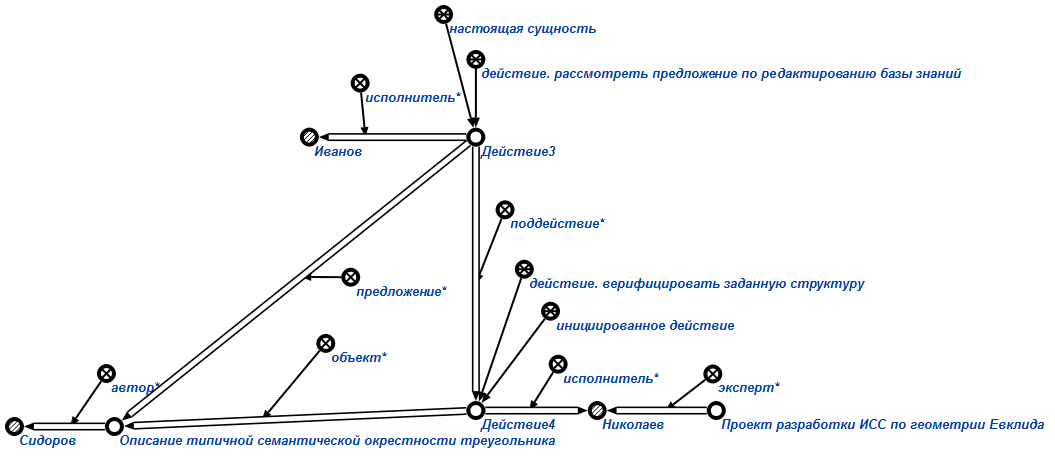 настоящая сущность
действие. рассмотреть предложение по редактированию базы знаний
исполнитель*
Иванов
Действие3
поддействие*
предложение*
действие. верифицировать заданную структуру
инициированное действие
объект*
исполнитель*
автор*
эксперт*
Сидоров
Описание типичной семантической окрестности треугольника
Действие4
Николаев
Проект разработки ИСС по геометрии Евклида